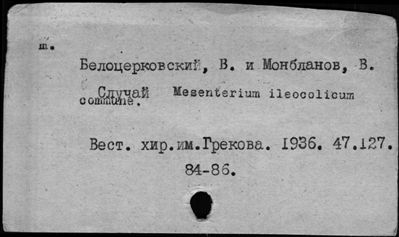 m.
Белоцерковский, В. и Монбланов, В.
Случай Mesenterium ileocolicum
commune.
Вест. хир.им.Грекова. 1936. 47.127.
84-86.